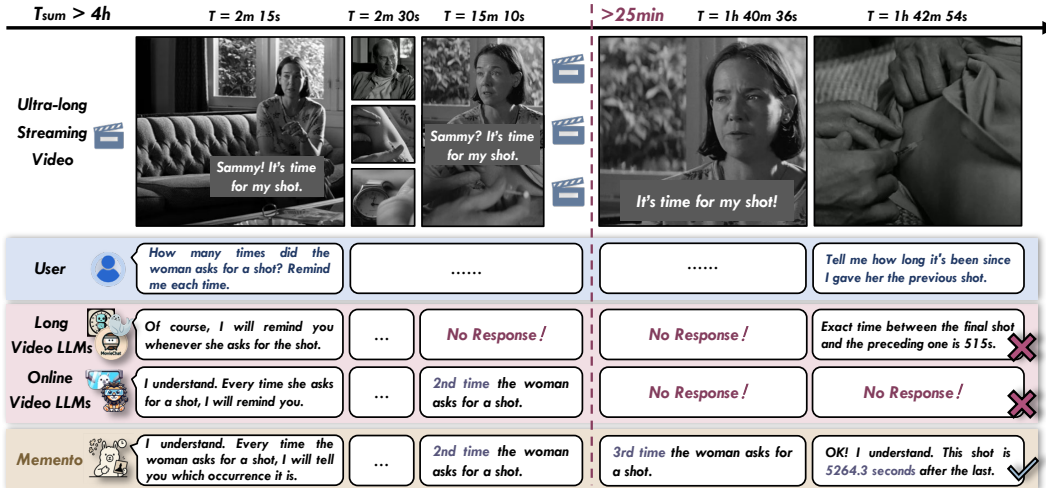 Tsum > 4h
T = 2m 15s
T = 2m 30s
T = 15m 10s
>25min
T = 1h 40m 36s
T = 1h 42m 54s
Ultra-long
Streaming
Video
Sammy! It's time
for my shot.
Sammy? It's time
for my shot.
It's time for my shot!
User
How many times did the
woman asks for a shot? Remind
me each time.
......
......
Tell me how long it's been since
I gave her the previous shot.
Long
Video LLMs
MovieChat
Of course, I will remind you
whenever she asks for the shot.
...
No Response!
No Response!
Exact time between the final shot
and the preceding one is 515s.
Online
Video LLMs
I understand. Every time she asks
for a shot, I will remind you.
...
2nd time the woman
asks for a shot.
No Response!
No Response!
Memento
I understand. Every time the
woman asks for a shot, I will tell
you which occurrence it is.
...
2nd time the woman
asks for a shot.
3rd time the woman asks for
a shot.
OK! I understand. This shot is
5264.3 seconds after the last.